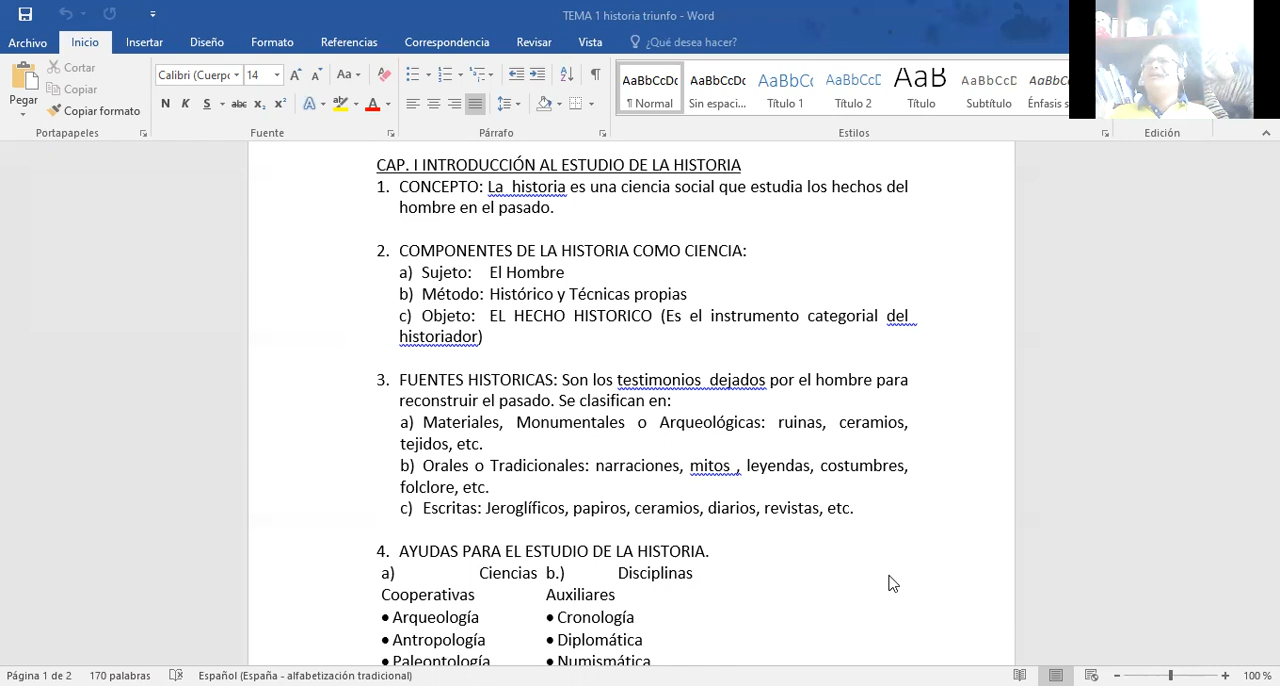 TEMA 1 historia triunfo - Word
Archivo Inicio Insertar Diseño Formato Referencias Correspondencia Revisar Vista ¿Qué desea hacer?
Pegar
Cortar
Copiar
Copiar formato
Portapapeles
Calibri (Cuerpo 14
N K S abc x₂ x²
Fuente
Párrafo
AaBbCcDc AaBbCcDc AaBbCc AaBbCcD AaB AaBbCcD AaBbCcD
¶ Normal Sin espaci... Título 1 Título 2 Título Subtítulo Énfasis s
Estilos
Edición
CAP. I INTRODUCCIÓN AL ESTUDIO DE LA HISTORIA
1. CONCEPTO: La historia es una ciencia social que estudia los hechos del
hombre en el pasado.
2. COMPONENTES DE LA HISTORIA COMO CIENCIA:
a) Sujeto: El Hombre
b) Método: Histórico y Técnicas propias
c) Objeto: EL HECHO HISTORICO (Es el instrumento categorial del
historiador)
3. FUENTES HISTORICAS: Son los testimonios dejados por el hombre para
reconstruir el pasado. Se clasifican en:
a) Materiales, Monumentales o Arqueológicas: ruinas, ceramios,
tejidos, etc.
b) Orales o Tradicionales: narraciones, mitos , leyendas, costumbres,
folclore, etc.
c) Escritas: Jeroglíficos, papiros, ceramios, diarios, revistas, etc.
4. AYUDAS PARA EL ESTUDIO DE LA HISTORIA.
a) Ciencias b.) Disciplinas
Cooperativas Auxiliares
• Arqueología • Cronología
• Antropología • Diplomática
• Paleontología • Numismática
Página 1 de 2 170 palabras Español (España - alfabetización tradicional) 100 %